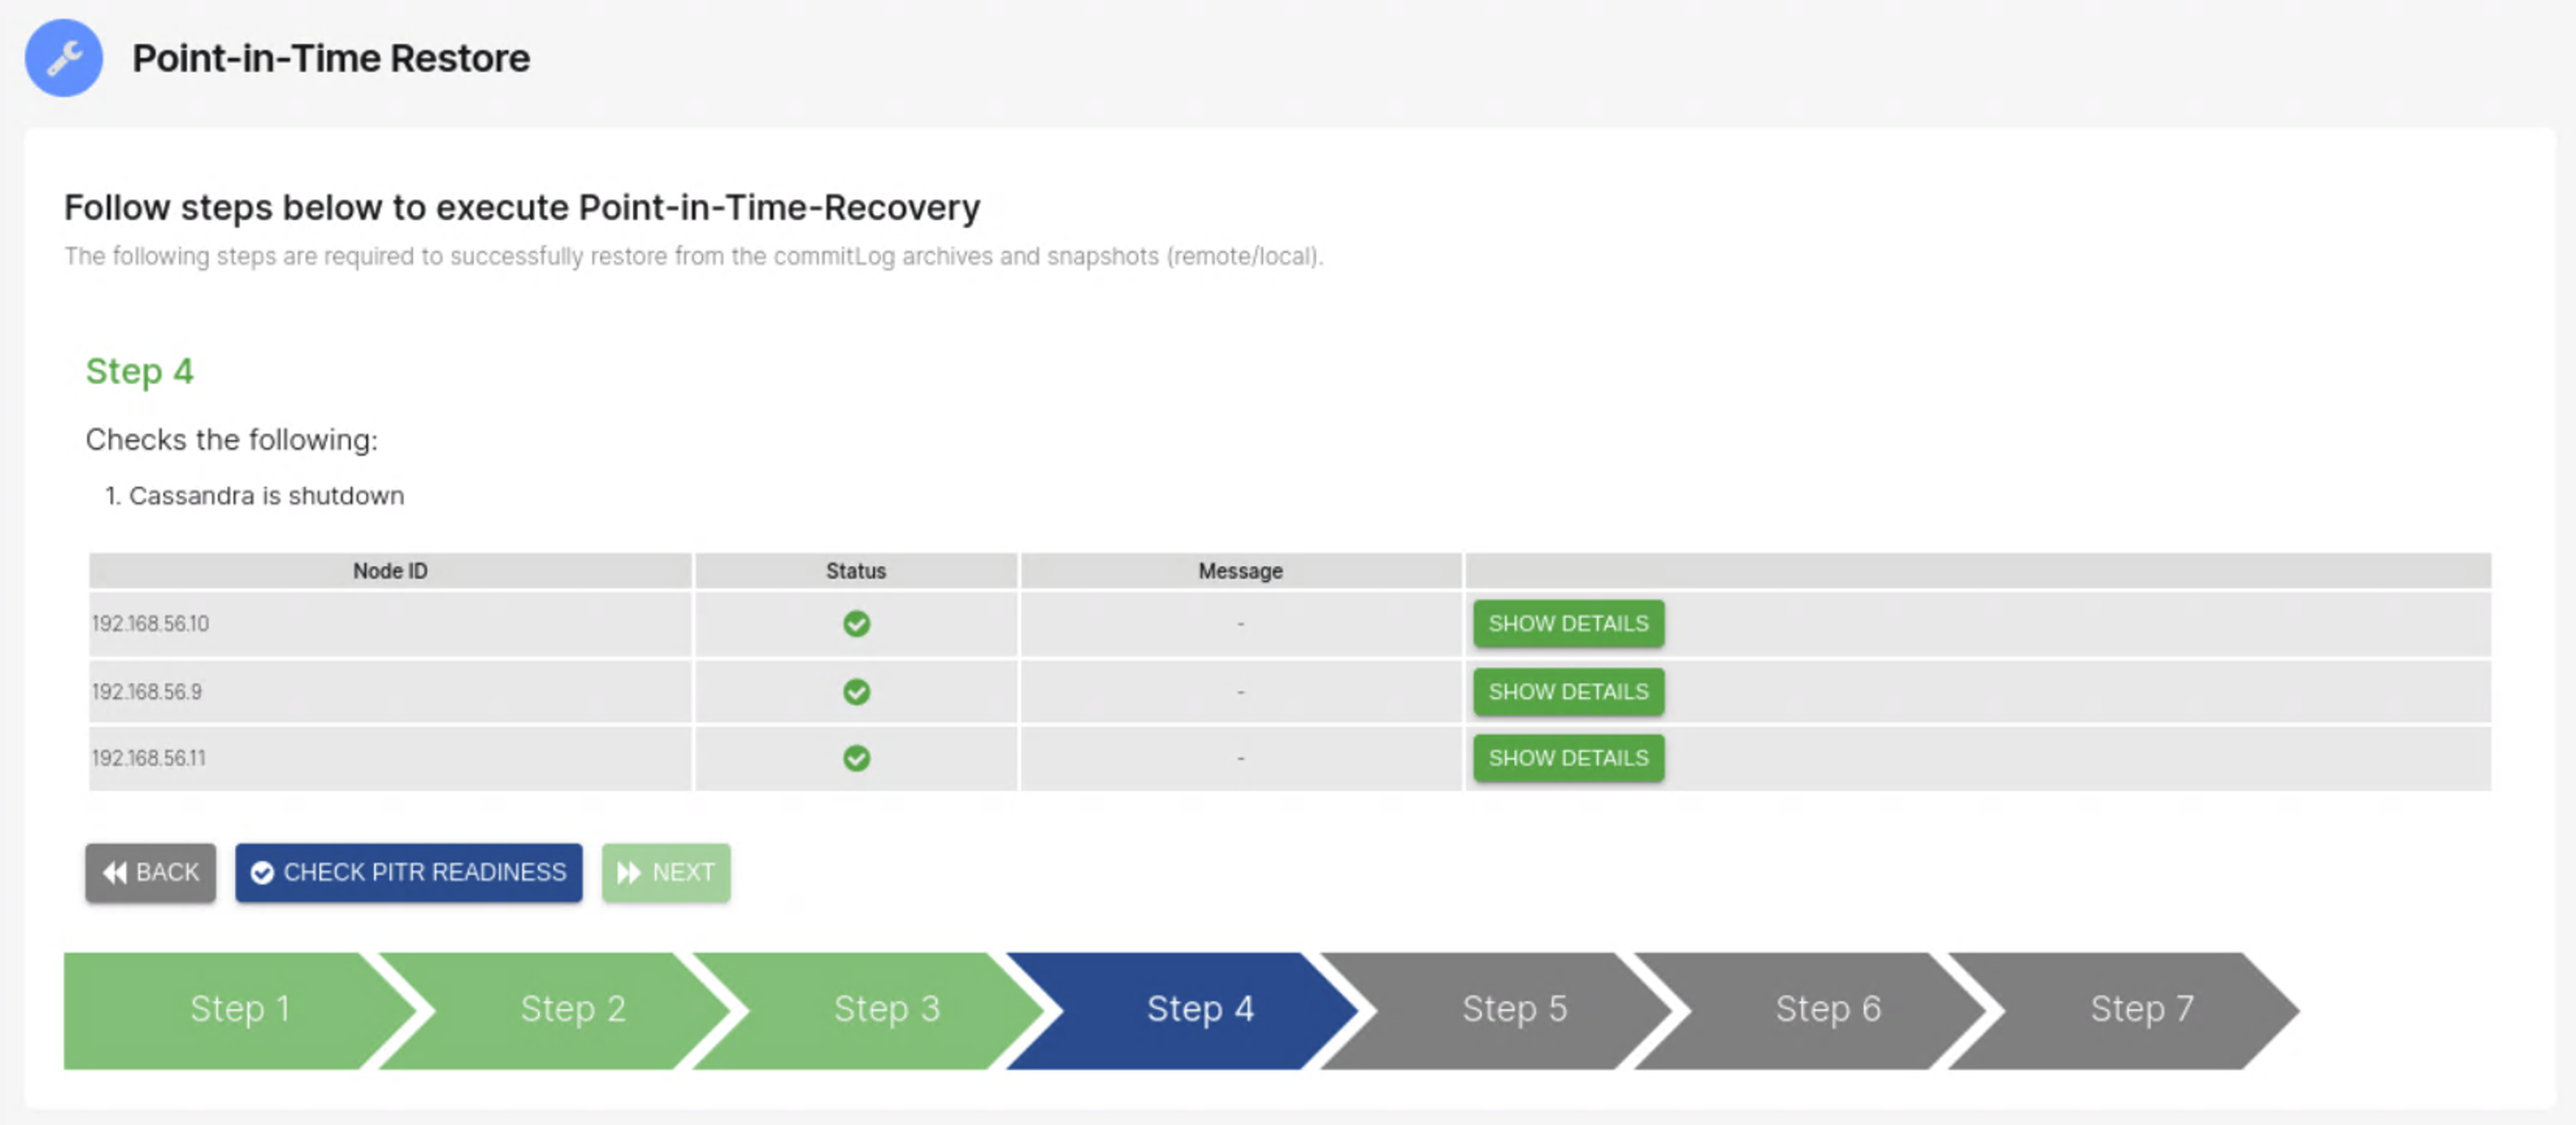 Point-in-Time Restore
Follow steps below to execute Point-in-Time-Recovery
The following steps are required to successfully restore from the commitLog archives and snapshots (remote/local).
Step 4
Checks the following:
1. Cassandra is shutdown
Node ID Status Message
192.168.56.10 - SHOW DETAILS
192.168.56.9 - SHOW DETAILS
192.168.56.11 - SHOW DETAILS
BACK CHECK PITR READINESS NEXT
Step 1 Step 2 Step 3 Step 4 Step 5 Step 6 Step 7